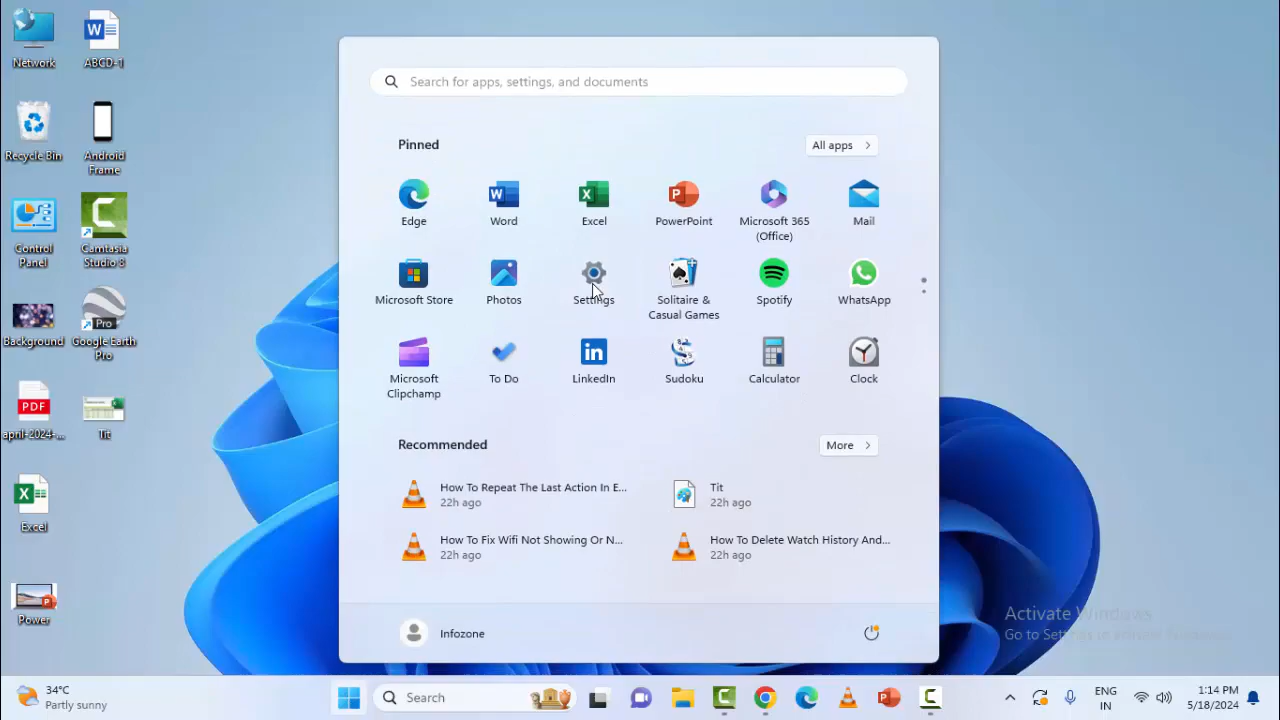 Network
ABCD-1
Recycle Bin
Android
Frame
Control
Panel
Camtasia
Studio 8
Background
Pro
Google Earth
Pro
PDF
april-2024-...
Tit
Excel
Power
Search for apps, settings, and documents
Pinned
All apps
Edge
Word
Excel
PowerPoint
Microsoft 365
(Office)
Mail
Microsoft Store
Photos
Settings
Solitaire &
Casual Games
Spotify
WhatsApp
Microsoft
Clipchamp
To Do
LinkedIn
Sudoku
Calculator
Clock
Recommended
More
How To Repeat The Last Action In E...
22h ago
Tit
22h ago
How To Fix Wifi Not Showing Or N...
22h ago
How To Delete Watch History And...
22h ago
Infozone
Activate Windows
Go to Settings to activate Windows.
34°C
Partly sunny
Search
ENG
IN
1:14 PM
5/18/2024